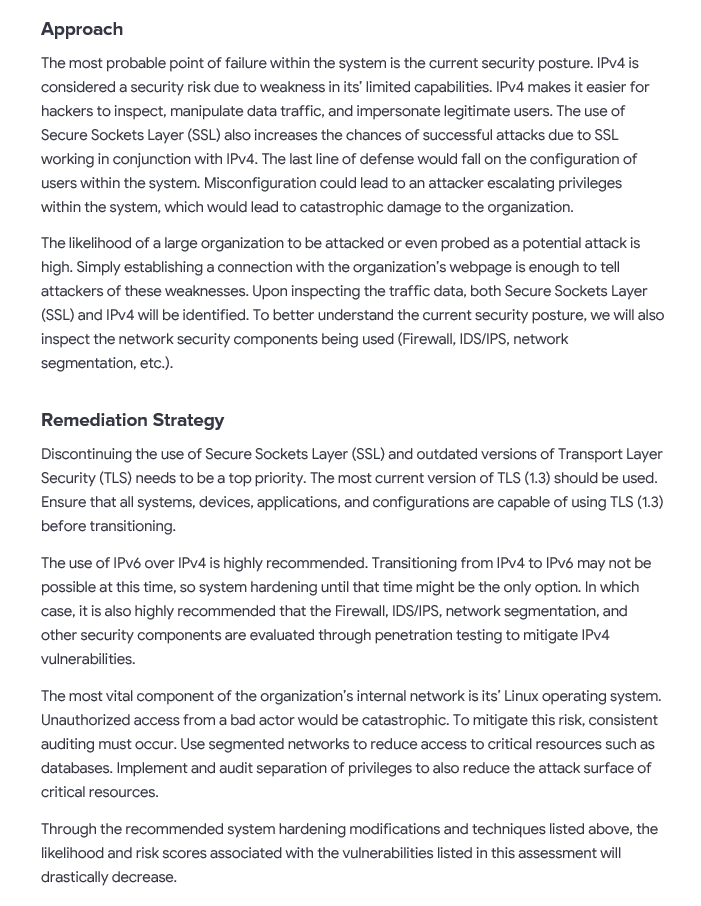 Approach
The most probable point of failure within the system is the current security posture. IPv4 is
considered a security risk due to weakness in its’ limited capabilities. IPv4 makes it easier for
hackers to inspect, manipulate data traffic, and impersonate legitimate users. The use of
Secure Sockets Layer (SSL) also increases the chances of successful attacks due to SSL
working in conjunction with IPv4. The last line of defense would fall on the configuration of
users within the system. Misconfiguration could lead to an attacker escalating privileges
within the system, which would lead to catastrophic damage to the organization.
The likelihood of a large organization to be attacked or even probed as a potential attack is
high. Simply establishing a connection with the organization’s webpage is enough to tell
attackers of these weaknesses. Upon inspecting the traffic data, both Secure Sockets Layer
(SSL) and IPv4 will be identified. To better understand the current security posture, we will also
inspect the network security components being used (Firewall, IDS/IPS, network
segmentation, etc.).
Remediation Strategy
Discontinuing the use of Secure Sockets Layer (SSL) and outdated versions of Transport Layer
Security (TLS) needs to be a top priority. The most current version of TLS (1.3) should be used.
Ensure that all systems, devices, applications, and configurations are capable of using TLS (1.3)
before transitioning.
The use of IPv6 over IPv4 is highly recommended. Transitioning from IPv4 to IPv6 may not be
possible at this time, so system hardening until that time might be the only option. In which
case, it is also highly recommended that the Firewall, IDS/IPS, network segmentation, and
other security components are evaluated through penetration testing to mitigate IPv4
vulnerabilities.
The most vital component of the organization’s internal network is its’ Linux operating system.
Unauthorized access from a bad actor would be catastrophic. To mitigate this risk, consistent
auditing must occur. Use segmented networks to reduce access to critical resources such as
databases. Implement and audit separation of privileges to also reduce the attack surface of
critical resources.
Through the recommended system hardening modifications and techniques listed above, the
likelihood and risk scores associated with the vulnerabilities listed in this assessment will
drastically decrease.